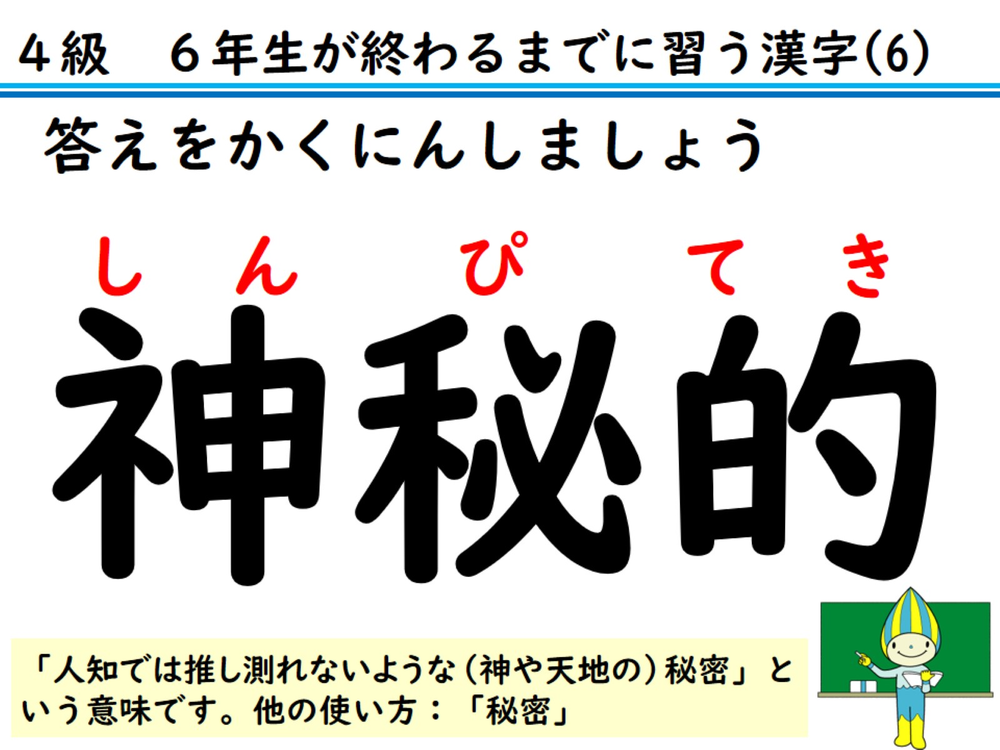 ４級　６年生が終わるまでに習う漢字(6)
答えをかくにんしましょう
しんぴてき
神秘的
「人知では推し測れないような(神や天地の)秘密」と
いう意味です。他の使い方：「秘密」